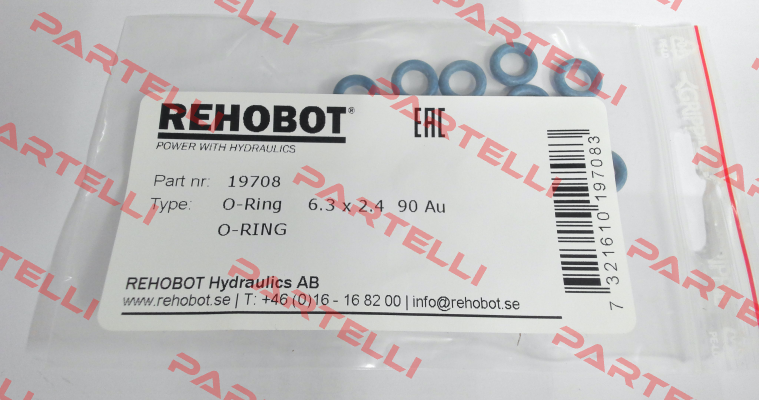 REHOBOT®
EAC
POWER WITH HYDRAULICS
Part nr: 19708
Type: O-Ring 6.3 x 2.4 90 Au
O-RING
REHOBOT Hydraulics AB
www.rehobot.se | T: +46 (0)16 - 16 82 00 | info@rehobot.se
7 321610 197083
PARTELLI
PARTELLI
PARTELLI
PARTELLI
PARTELLI
PARTELLI
PARTELLI
PARTELLI